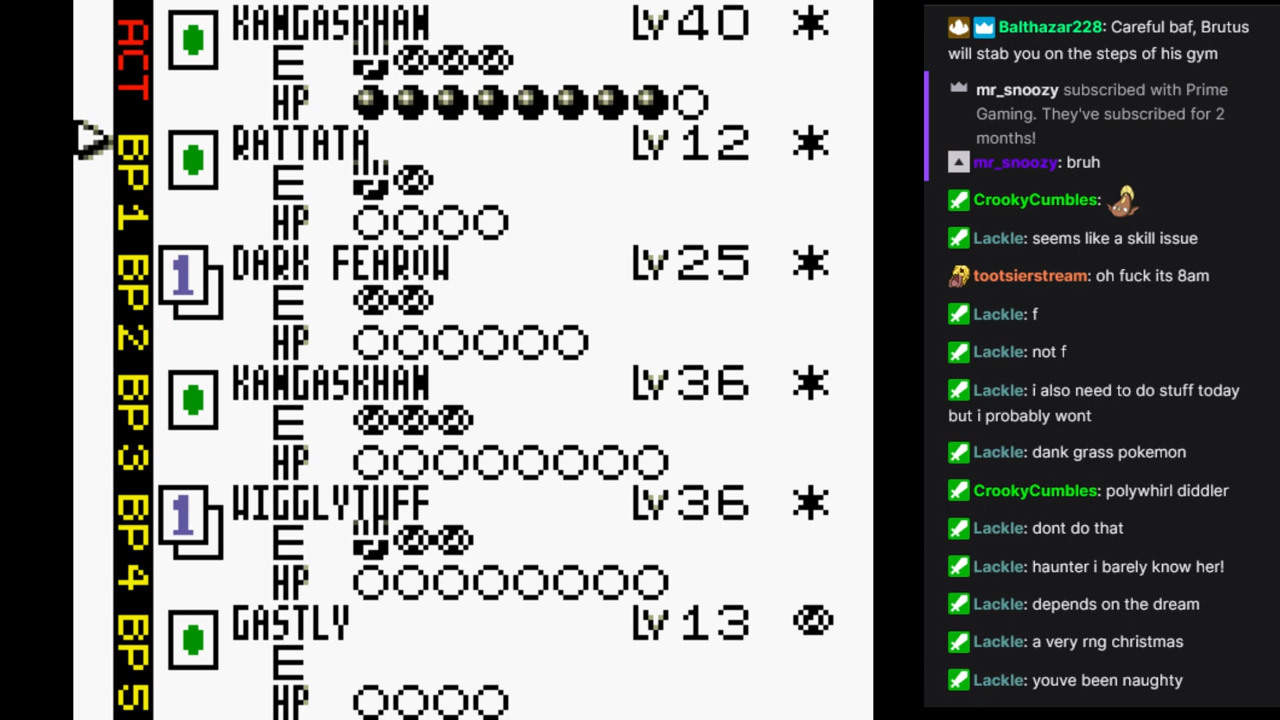 ACT
KANGASKHAN Lv40
E
HP
BP1
RATTATA Lv12
E
HP
BP2
1 DARK FEAROW Lv25
E
HP
BP3
KANGASKHAN Lv36
E
HP
BP4
1 WIGGLYTUFF Lv36
E
HP
BP5
GASTLY Lv13
E
HP
Balthazar228: Careful baf, Brutus
will stab you on the steps of his gym
mr_snoozy subscribed with Prime
Gaming. They've subscribed for 2
months!
mr_snoozy: bruh
CrookyCumbles:
Lackle: seems like a skill issue
tootsierstream: oh fuck its 8am
Lackle: f
Lackle: not f
Lackle: i also need to do stuff today
but i probably wont
Lackle: dank grass pokemon
CrookyCumbles: polywhirl diddler
Lackle: dont do that
Lackle: haunter i barely know her!
Lackle: depends on the dream
Lackle: a very rng christmas
Lackle: youve been naughty